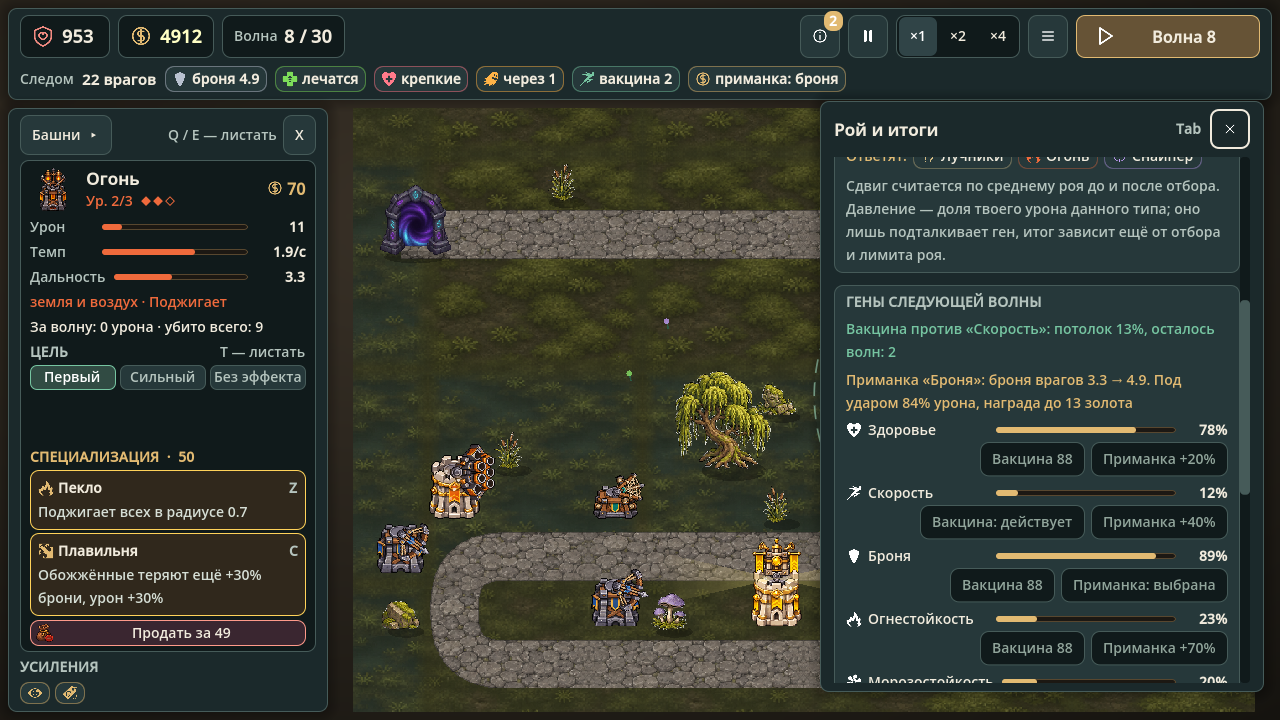 953
4912
Волна 8 / 30
2
×1
×2
×4
Волна 8
Следом 22 врагов
броня 4.9
лечатся
крепкие
через 1
вакцина 2
приманка: броня
Башни
Q / E — листать
X
Огонь
Ур. 2/3
70
Урон 11
Темп 1.9/с
Дальность 3.3
земля и воздух · Поджигает
За волну: 0 урона · убито всего: 9
ЦЕЛЬ
T — листать
Первый
Сильный
Без эффекта
СПЕЦИАЛИЗАЦИЯ · 50
Пекло Z
Поджигает всех в радиусе 0.7
Плавильня C
Обожжённые теряют ещё +30%
брони, урон +30%
Продать за 49
УСИЛЕНИЯ
Рой и итоги
Tab
Ответят: Лучники Огонь Снайпер
Сдвиг считается по среднему роя до и после отбора.
Давление — доля твоего урона данного типа; оно
лишь подталкивает ген, итог зависит ещё от отбора
и лимита роя.
ГЕНЫ СЛЕДУЮЩЕЙ ВОЛНЫ
Вакцина против «Скорость»: потолок 13%, осталось
волн: 2
Приманка «Броня»: броня врагов 3.3 → 4.9. Под
ударом 84% урона, награда до 13 золота
Здоровье 78%
Вакцина 88
Приманка +20%
Скорость 12%
Вакцина: действует
Приманка +40%
Броня 89%
Вакцина 88
Приманка: выбрана
Огнестойкость 23%
Вакцина 88
Приманка +70%
Морозостойкость 20%